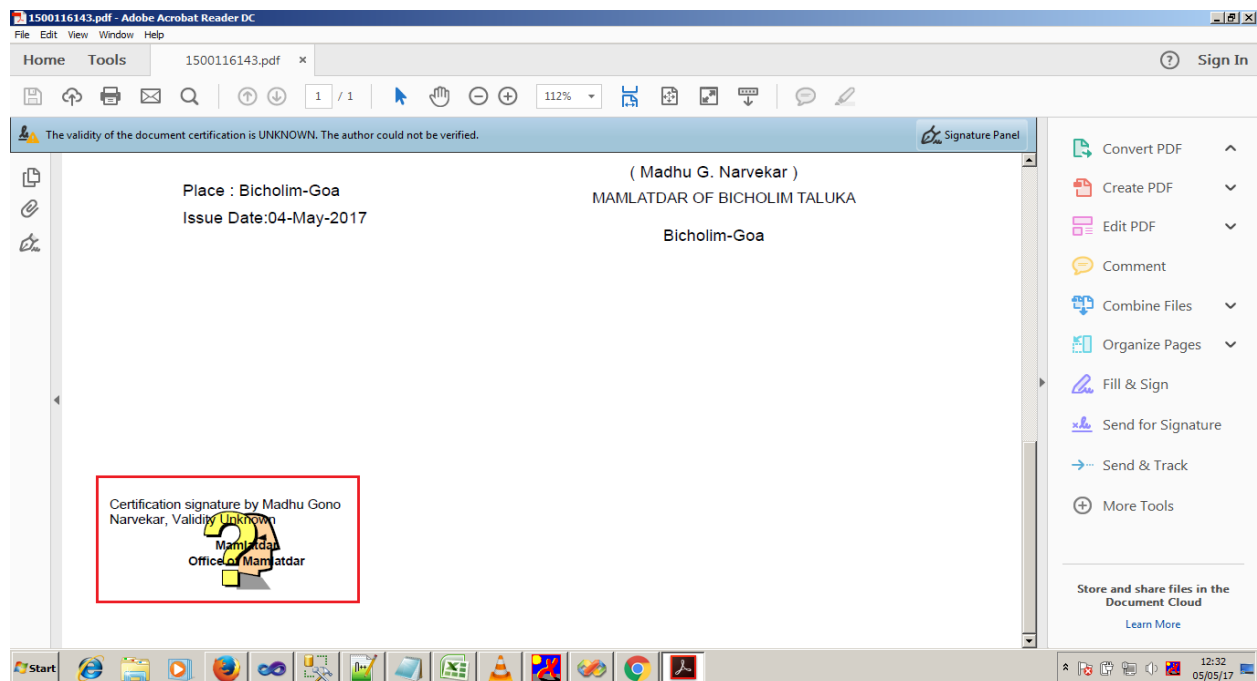 1500116143.pdf - Adobe Acrobat Reader DC
File Edit View Window Help
Home Tools 1500116143.pdf × ? Sign In
1 / 1 112%
The validity of the document certification is UNKNOWN. The author could not be verified. Signature Panel
( Madhu G. Narvekar )
Place : Bicholim-Goa
MAMLATDAR OF BICHOLIM TALUKA
Issue Date:04-May-2017
Bicholim-Goa
Certification signature by Madhu Gono
Narvekar, Validity Unknown
Mamlatdar
Office of Mamlatdar
?
Convert PDF
Create PDF
Edit PDF
Comment
Combine Files
Organize Pages
Fill & Sign
Send for Signature
Send & Track
More Tools
Store and share files in the
Document Cloud
Learn More
Start
12:32
05/05/17